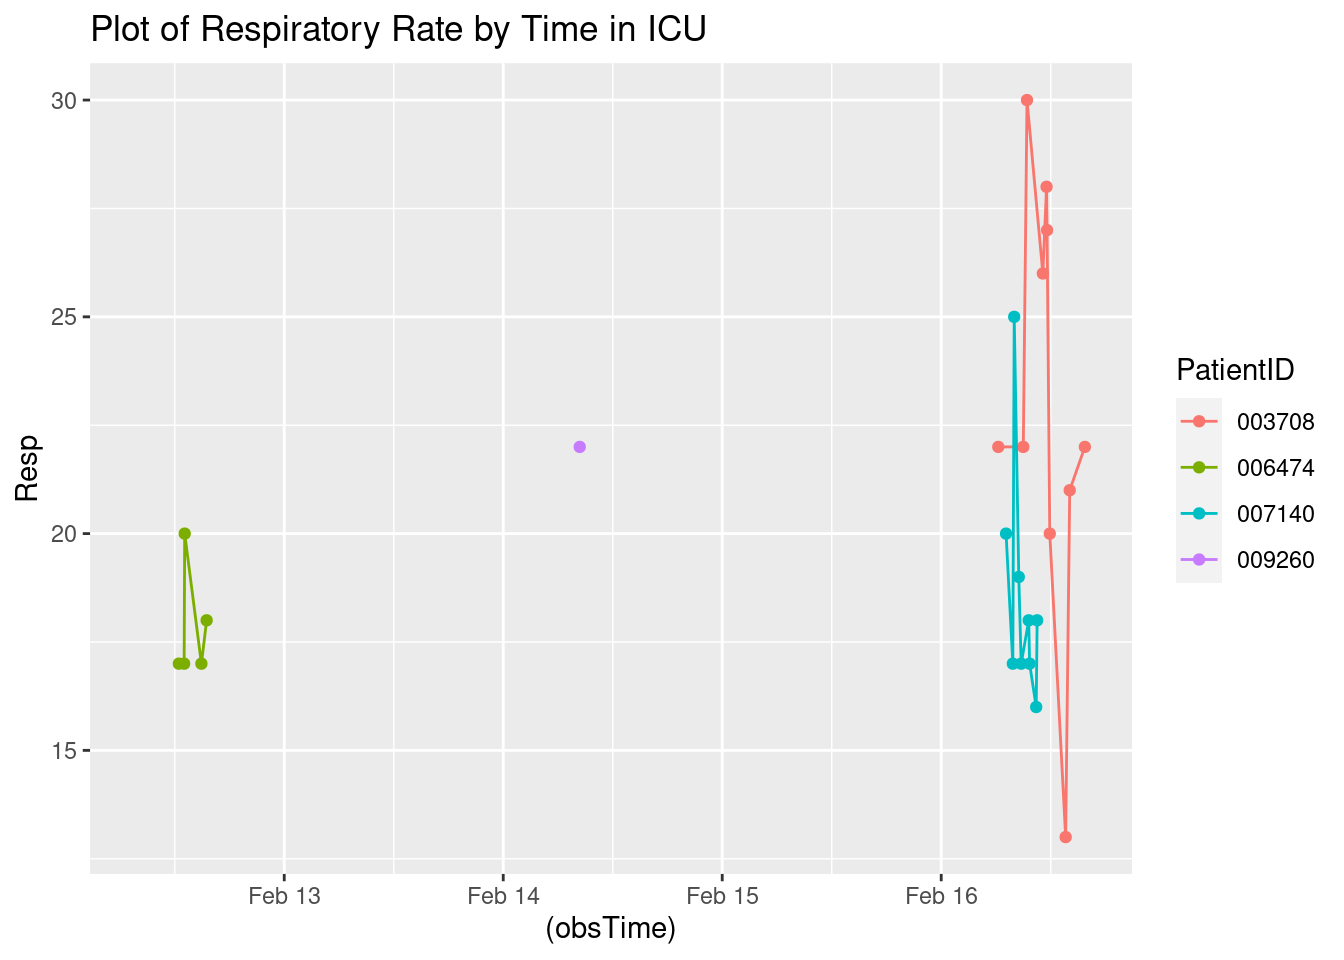 Plot of Respiratory Rate by Time in ICU
30
25
20
15
Resp
Feb 13
Feb 14
Feb 15
Feb 16
(obsTime)
PatientID
003708
006474
007140
009260